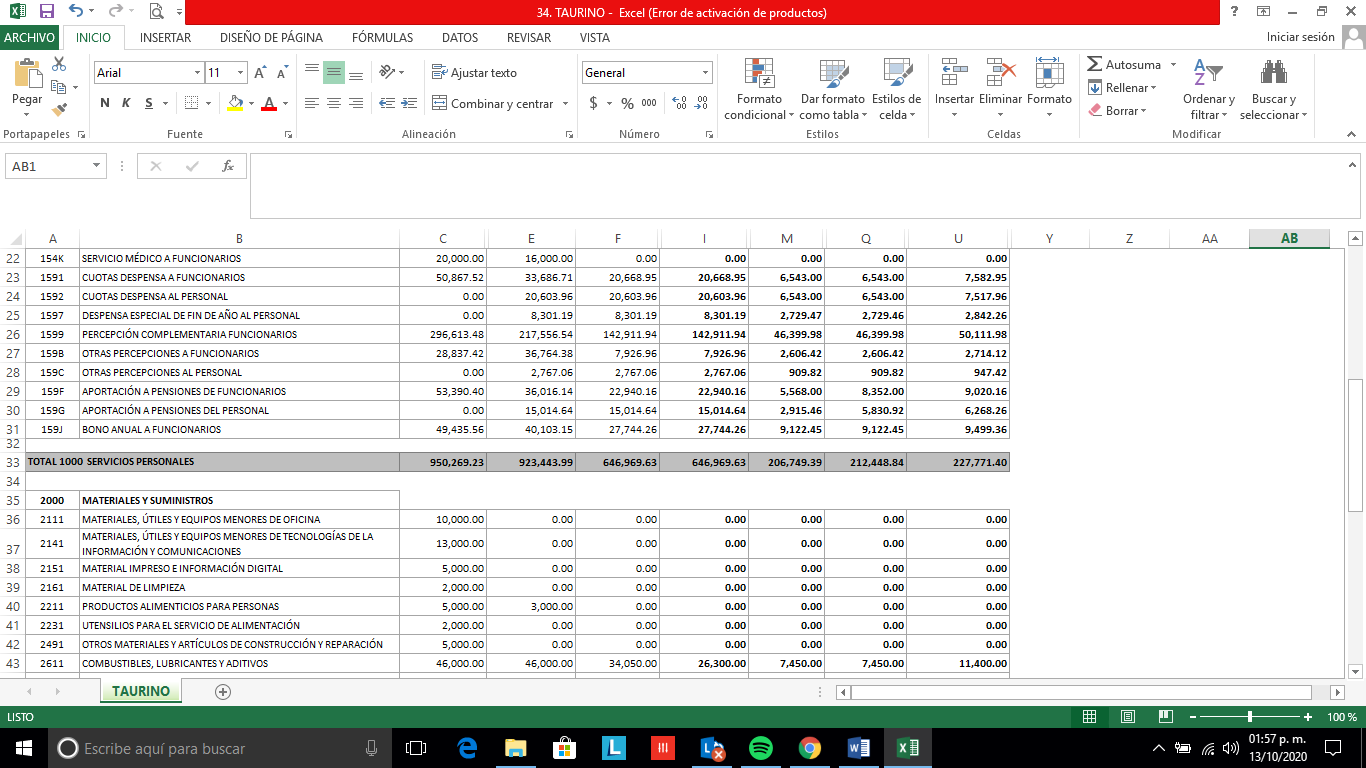 34. TAURINO - Excel (Error de activación de productos)
ARCHIVO INICIO INSERTAR DISEÑO DE PÁGINA FÓRMULAS DATOS REVISAR VISTA Iniciar sesión
Pegar
Portapapeles
Arial 11
N K S
Fuente
Ajustar texto
Combinar y centrar
Alineación
General
$ % 000
Número
Formato condicional
Dar formato como tabla
Estilos de celda
Estilos
Insertar Eliminar Formato
Celdas
Autosuma
Rellenar
Borrar
Ordenar y filtrar
Buscar y seleccionar
Modificar
AB1 fx
A B C E F I M Q U Y Z AA AB
22 154K SERVICIO MÉDICO A FUNCIONARIOS 20,000.00 16,000.00 0.00 0.00 0.00 0.00 0.00
23 1591 CUOTAS DESPENSA A FUNCIONARIOS 50,867.52 33,686.71 20,668.95 20,668.95 6,543.00 6,543.00 7,582.95
24 1592 CUOTAS DESPENSA AL PERSONAL 0.00 20,603.96 20,603.96 20,603.96 6,543.00 6,543.00 7,517.96
25 1597 DESPENSA ESPECIAL DE FIN DE AÑO AL PERSONAL 0.00 8,301.19 8,301.19 8,301.19 2,729.47 2,729.46 2,842.26
26 1599 PERCEPCIÓN COMPLEMENTARIA FUNCIONARIOS 296,613.48 217,556.54 142,911.94 142,911.94 46,399.98 46,399.98 50,111.98
27 159B OTRAS PERCEPCIONES A FUNCIONARIOS 28,837.42 36,764.38 7,926.96 7,926.96 2,606.42 2,606.42 2,714.12
28 159C OTRAS PERCEPCIONES AL PERSONAL 0.00 2,767.06 2,767.06 2,767.06 909.82 909.82 947.42
29 159F APORTACIÓN A PENSIONES DE FUNCIONARIOS 53,390.40 36,016.14 22,940.16 22,940.16 5,568.00 8,352.00 9,020.16
30 159G APORTACIÓN A PENSIONES DEL PERSONAL 0.00 15,014.64 15,014.64 15,014.64 2,915.46 5,830.92 6,268.26
31 159J BONO ANUAL A FUNCIONARIOS 49,435.56 40,103.15 27,744.26 27,744.26 9,122.45 9,122.45 9,499.36
32
33 TOTAL 1000 SERVICIOS PERSONALES 950,269.23 923,443.99 646,969.63 646,969.63 206,749.39 212,448.84 227,771.40
34
35 2000 MATERIALES Y SUMINISTROS
36 2111 MATERIALES, ÚTILES Y EQUIPOS MENORES DE OFICINA 10,000.00 0.00 0.00 0.00 0.00 0.00 0.00
MATERIALES, ÚTILES Y EQUIPOS MENORES DE TECNOLOGÍAS DE LA
37 2141 INFORMACIÓN Y COMUNICACIONES 13,000.00 0.00 0.00 0.00 0.00 0.00 0.00
38 2151 MATERIAL IMPRESO E INFORMACIÓN DIGITAL 5,000.00 0.00 0.00 0.00 0.00 0.00 0.00
39 2161 MATERIAL DE LIMPIEZA 2,000.00 0.00 0.00 0.00 0.00 0.00 0.00
40 2211 PRODUCTOS ALIMENTICIOS PARA PERSONAS 5,000.00 3,000.00 0.00 0.00 0.00 0.00 0.00
41 2231 UTENSILIOS PARA EL SERVICIO DE ALIMENTACIÓN 2,000.00 0.00 0.00 0.00 0.00 0.00 0.00
42 2491 OTROS MATERIALES Y ARTÍCULOS DE CONSTRUCCIÓN Y REPARACIÓN 5,000.00 0.00 0.00 0.00 0.00 0.00 0.00
43 2611 COMBUSTIBLES, LUBRICANTES Y ADITIVOS 46,000.00 46,000.00 34,050.00 26,300.00 7,450.00 7,450.00 11,400.00
TAURINO
LISTO 100 %
Escribe aquí para buscar
01:57 p. m.
13/10/2020